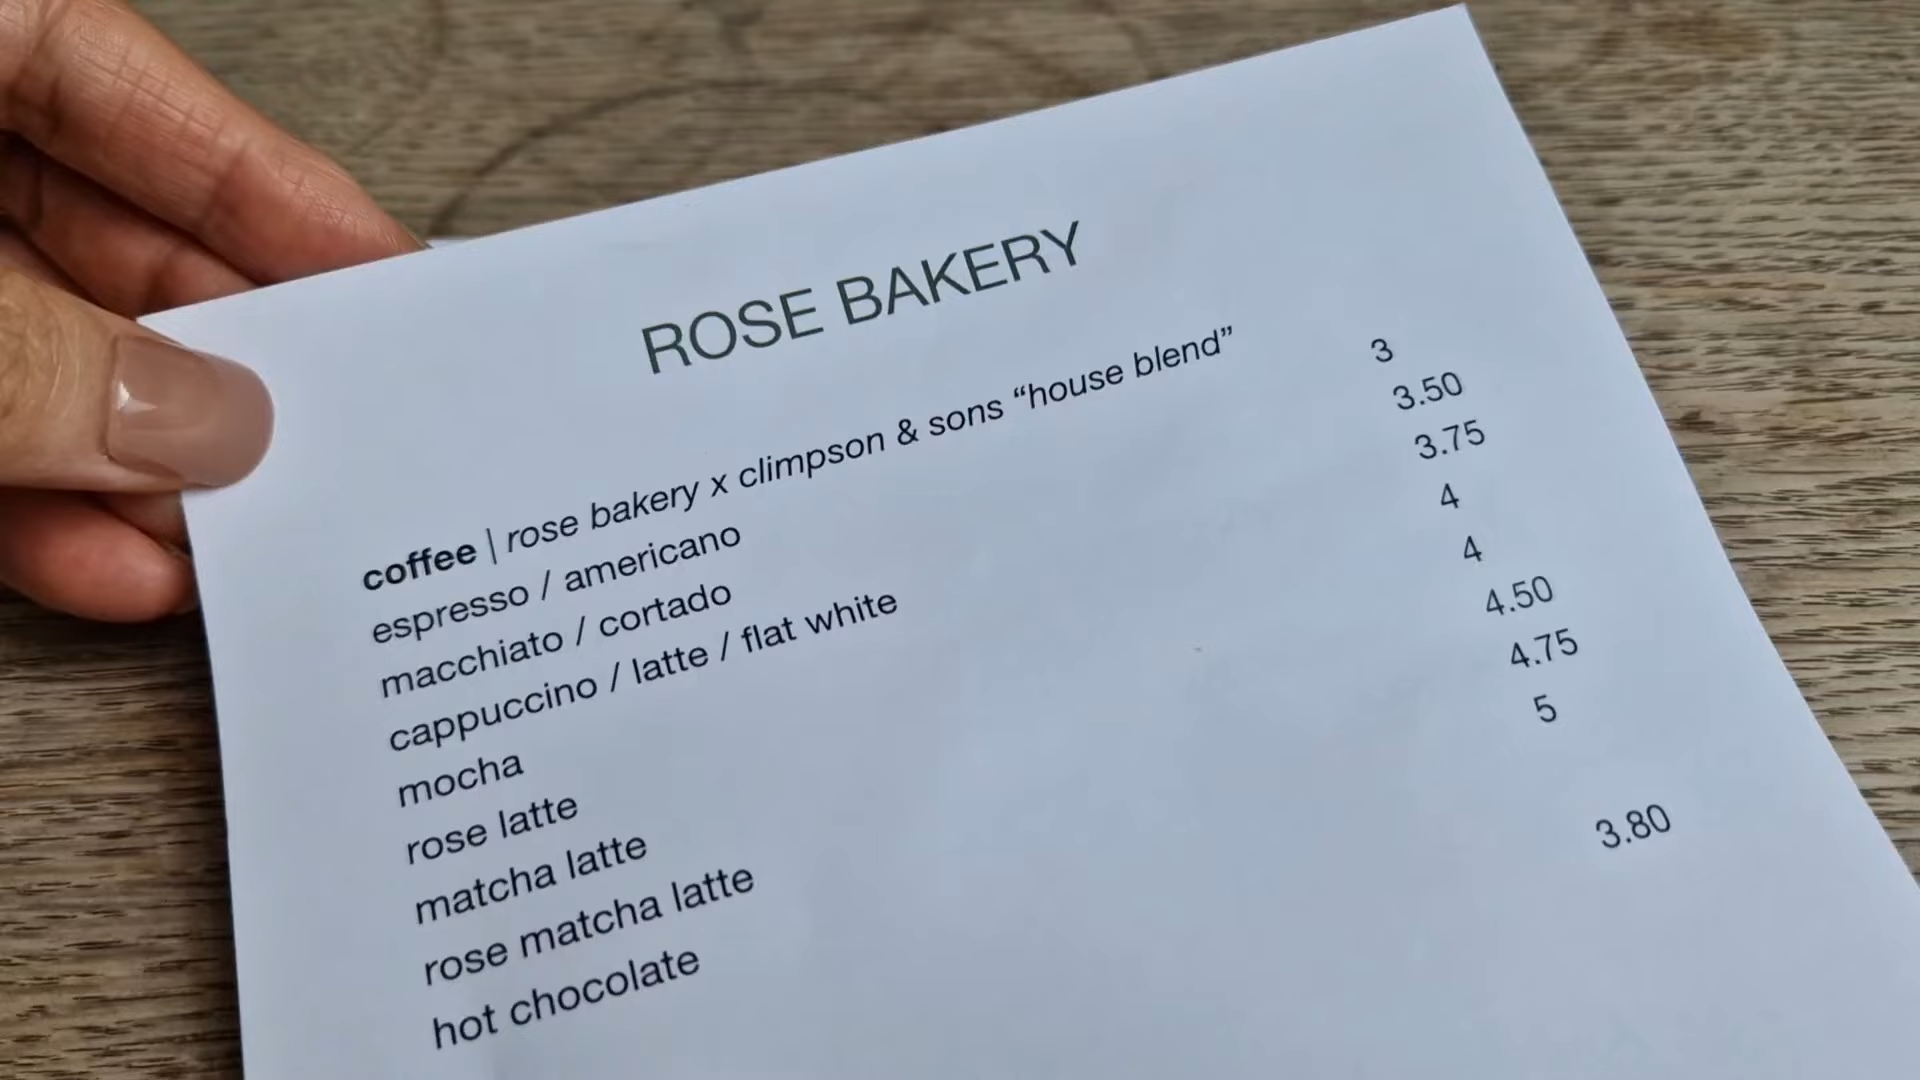 ROSE BAKERY
coffee | rose bakery x climpson & sons “house blend”
espresso / americano 3
macchiato / cortado 3.50
cappuccino / latte / flat white 3.75
mocha 4
rose latte 4
matcha latte 4.50
rose matcha latte 4.75
hot chocolate 5
3.80